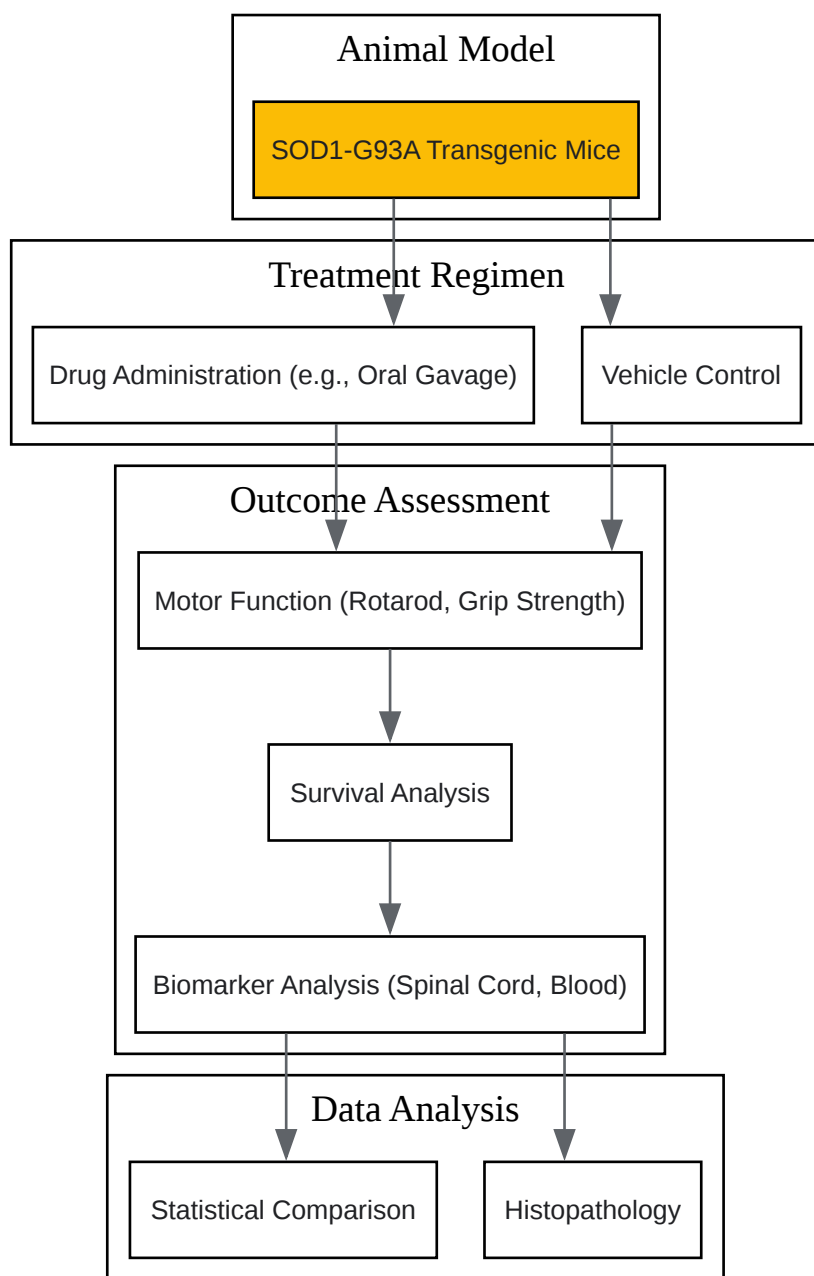 Animal Model
SOD1-G93A Transgenic Mice
Treatment Regimen
Drug Administration (e.g., Oral Gavage)
Vehicle Control
Outcome Assessment
Motor Function (Rotarod, Grip Strength)
Survival Analysis
Biomarker Analysis (Spinal Cord, Blood)
Data Analysis
Statistical Comparison
Histopathology